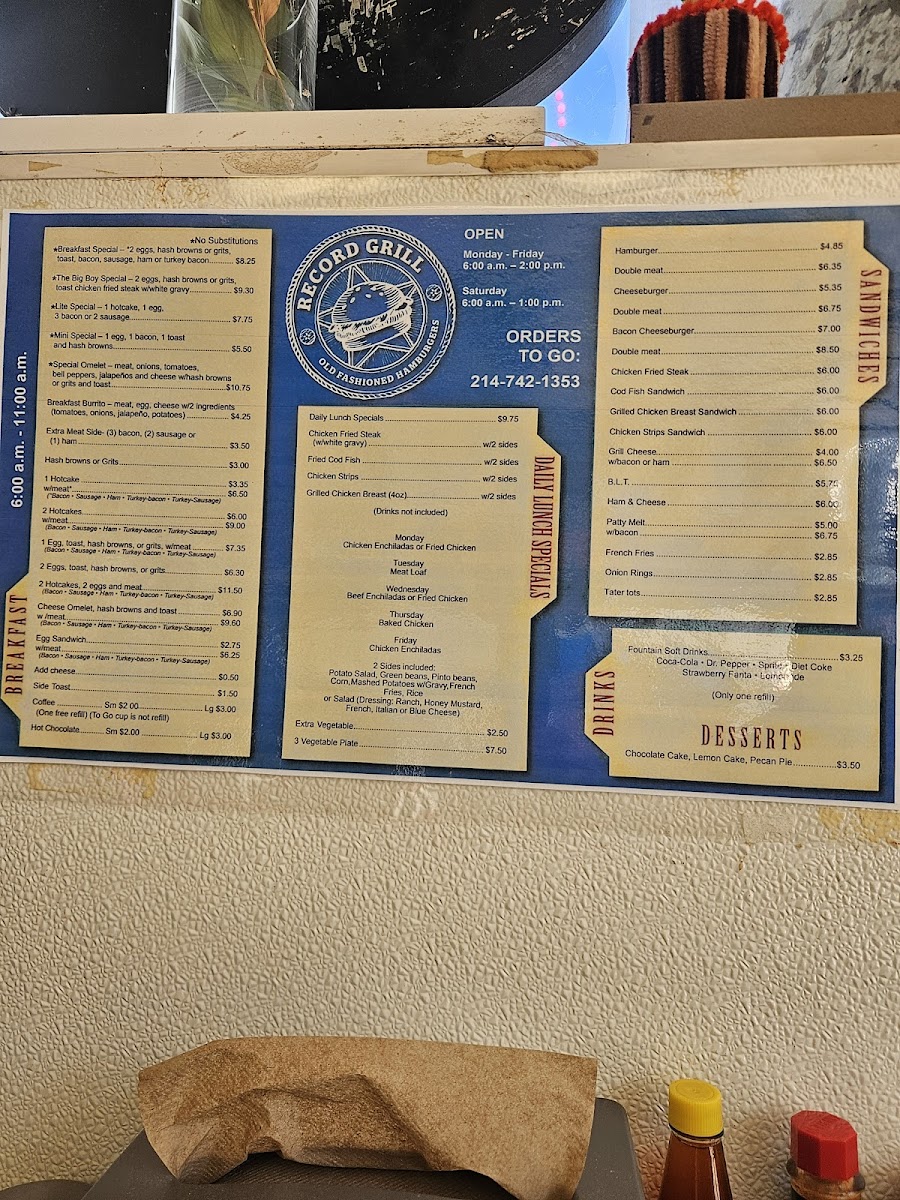 *No Substitutions
*Breakfast Special – *2 eggs, hash browns or grits,
toast, bacon, sausage, ham or turkey bacon.......... $8.25
*The Big Boy Special – 2 eggs, hash browns or grits,
toast chicken fried steak w/white gravy.......... $9.30
*Lite Special – 1 hotcake, 1 egg,
3 bacon or 2 sausage.......... $7.75
*Mini Special – 1 egg, 1 bacon, 1 toast
and hash browns.......... $5.50
*Special Omelet – meat, onions, tomatoes,
bell peppers, jalapeños and cheese w/hash browns
or grits and toast.......... $10.75
Breakfast Burrito – meat, egg, cheese w/2 ingredients
(tomatoes, onions, jalapeño, potatoes) .......... $4.25
Extra Meat Side- (3) bacon, (2) sausage or
(1) ham.......... $3.50
Hash browns or Grits.......... $3.00
1 Hotcake.......... $3.35
w/meat*.......... $6.50
(*Bacon • Sausage • Ham • Turkey-bacon • Turkey-Sausage)
2 Hotcakes.......... $6.00
w/meat.......... $9.00
(Bacon • Sausage • Ham • Turkey-bacon • Turkey-Sausage)
1 Egg, toast, hash browns, or grits, w/meat.......... $7.35
(Bacon • Sausage • Ham • Turkey-bacon • Turkey-Sausage)
2 Eggs, toast, hash browns, or grits.......... $6.30
2 Hotcakes, 2 eggs and meat.......... $11.50
(Bacon • Sausage • Ham • Turkey-bacon • Turkey-Sausage)
Cheese Omelet, hash browns and toast.......... $6.90
w /meat.......... $9.60
(Bacon • Sausage • Ham • Turkey-bacon • Turkey-Sausage)
Egg Sandwich.......... $2.75
w/meat.......... $6.25
(Bacon • Sausage • Ham • Turkey-bacon • Turkey-Sausage)
Add cheese.......... $0.50
Side Toast.......... $1.50
Coffee.......... Sm $2.00 .......... Lg $3.00
(One free refill) (To Go cup is not refill)
Hot Chocolate.......... Sm $2.00 .......... Lg $3.00
6:00 a.m. - 11:00 a.m.
BREAKFAST
RECORD GRILL
OLD FASHIONED HAMBURGERS
OPEN
Monday - Friday
6:00 a.m. – 2:00 p.m.
Saturday
6:00 a.m. – 1:00 p.m.
ORDERS
TO GO:
214-742-1353
Daily Lunch Specials.......... $9.75
Chicken Fried Steak
(w/white gravy).......... w/2 sides
Fried Cod Fish.......... w/2 sides
Chicken Strips.......... w/2 sides
Grilled Chicken Breast (4oz).......... w/2 sides
(Drinks not included)
Monday
Chicken Enchiladas or Fried Chicken
Tuesday
Meat Loaf
Wednesday
Beef Enchiladas or Fried Chicken
Thursday
Baked Chicken
Friday
Chicken Enchiladas
2 Sides included:
Potato Salad, Green beans, Pinto beans,
Corn,Mashed Potatoes w/Gravy,French
Fries, Rice
or Salad (Dressing: Ranch, Honey Mustard,
French, Italian or Blue Cheese)
Extra Vegetable.......... $2.50
3 Vegetable Plate.......... $7.50
DAILY LUNCH SPECIALS
Hamburger.......... $4.85
Double meat.......... $6.35
Cheeseburger.......... $5.35
Double meat.......... $6.75
Bacon Cheeseburger.......... $7.00
Double meat.......... $8.50
Chicken Fried Steak.......... $6.00
Cod Fish Sandwich.......... $6.00
Grilled Chicken Breast Sandwich.......... $6.00
Chicken Strips Sandwich.......... $6.00
Grill Cheese.......... $4.00
w/bacon or ham.......... $6.50
B.L.T........... $5.75
Ham & Cheese.......... $6.00
Patty Melt.......... $5.00
w/bacon.......... $6.75
French Fries.......... $2.85
Onion Rings.......... $2.85
Tater tots.......... $2.85
SANDWICHES
Fountain Soft Drinks.......... $3.25
Coca-Cola • Dr. Pepper • Sprite • Diet Coke
Strawberry Fanta • Lemonade
(Only one refill)
DRINKS
DESSERTS
Chocolate Cake, Lemon Cake, Pecan Pie.......... $3.50